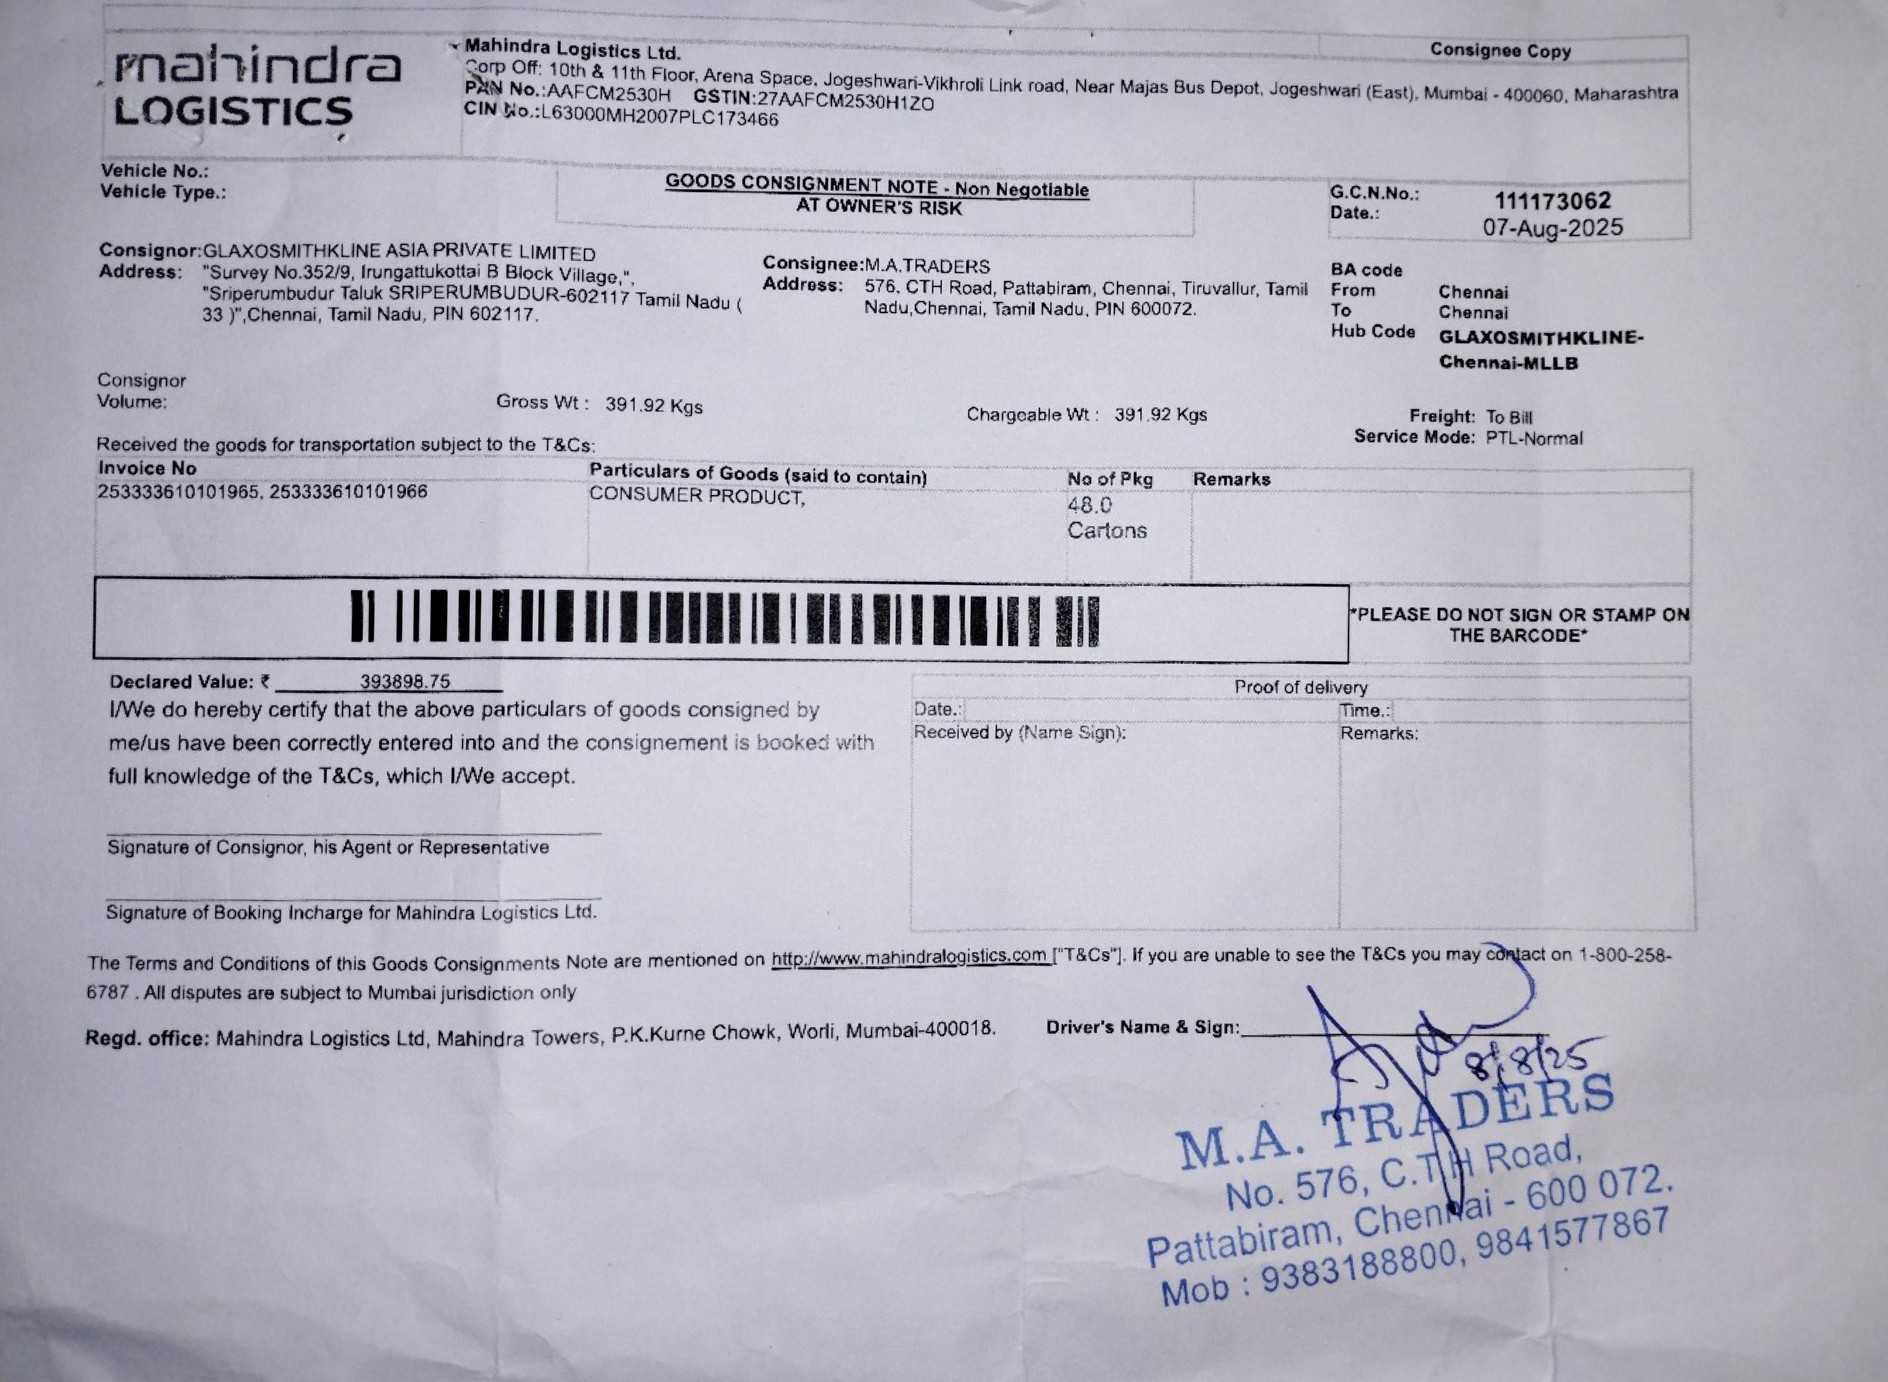 mahindra
LOGISTICS
Mahindra Logistics Ltd.
Corp Off: 10th & 11th Floor, Arena Space, Jogeshwari-Vikhroli Link road, Near Majas Bus Depot, Jogeshwari (East), Mumbai - 400060, Maharashtra
PAN No.:AAFCM2530H GSTIN:27AAFCM2530H1ZO
CIN No.:L63000MH2007PLC173466
Consignee Copy
Vehicle No.:
Vehicle Type.:
GOODS CONSIGNMENT NOTE - Non Negotiable
AT OWNER'S RISK
G.C.N.No.: 111173062
Date.: 07-Aug-2025
Consignor:GLAXOSMITHKLINE ASIA PRIVATE LIMITED
Address: "Survey No.352/9, Irungattukottai B Block Village,",
"Sriperumbudur Taluk SRIPERUMBUDUR-602117 Tamil Nadu (
33 )",Chennai, Tamil Nadu, PIN 602117.
Consignee:M.A.TRADERS
Address: 576, CTH Road, Pattabiram, Chennai, Tiruvallur, Tamil
Nadu,Chennai, Tamil Nadu, PIN 600072.
BA code
From Chennai
To Chennai
Hub Code GLAXOSMITHKLINE-
Chennai-MLLB
Consignor
Volume:
Gross Wt : 391.92 Kgs
Chargeable Wt : 391.92 Kgs
Freight: To Bill
Service Mode: PTL-Normal
Received the goods for transportation subject to the T&Cs:
Invoice No Particulars of Goods (said to contain) No of Pkg Remarks
253333610101965, 253333610101966 CONSUMER PRODUCT, 48.0
Cartons
*PLEASE DO NOT SIGN OR STAMP ON
THE BARCODE*
Declared Value: ₹ 393898.75
I/We do hereby certify that the above particulars of goods consigned by
me/us have been correctly entered into and the consignement is booked with
full knowledge of the T&Cs, which I/We accept.
Proof of delivery
Date.: Time.:
Received by (Name Sign): Remarks:
Signature of Consignor, his Agent or Representative
Signature of Booking Incharge for Mahindra Logistics Ltd.
The Terms and Conditions of this Goods Consignments Note are mentioned on http://www.mahindralogistics.com ["T&Cs"]. If you are unable to see the T&Cs you may contact on 1-800-258-
6787 . All disputes are subject to Mumbai jurisdiction only
Regd. office: Mahindra Logistics Ltd, Mahindra Towers, P.K.Kurne Chowk, Worli, Mumbai-400018. Driver's Name & Sign:
8/8/25
M.A. TRADERS
No. 576, C.T.H Road,
Pattabiram, Chennai - 600 072.
Mob : 9383188800, 9841577867